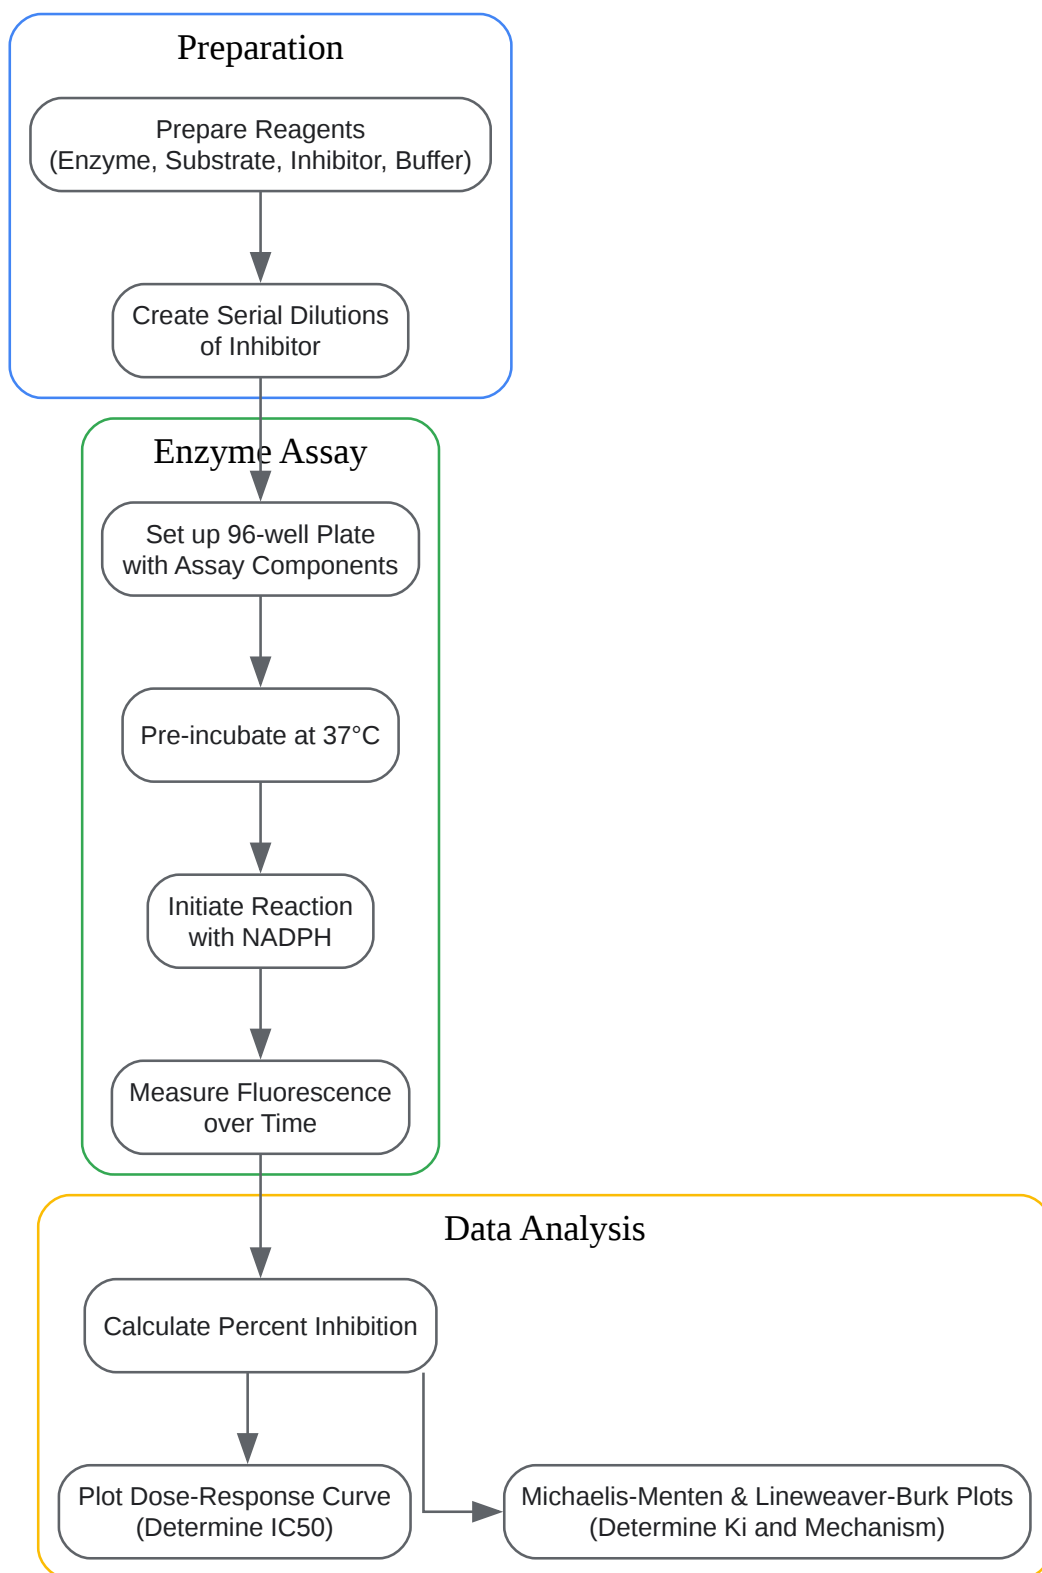 Preparation
Prepare Reagents
(Enzyme, Substrate, Inhibitor, Buffer)
Create Serial Dilutions
of Inhibitor
Enzyme Assay
Set up 96-well Plate
with Assay Components
Pre-incubate at 37°C
Initiate Reaction
with NADPH
Measure Fluorescence
over Time
Data Analysis
Calculate Percent Inhibition
Plot Dose-Response Curve
(Determine IC50)
Michaelis-Menten & Lineweaver-Burk Plots
(Determine Ki and Mechanism)